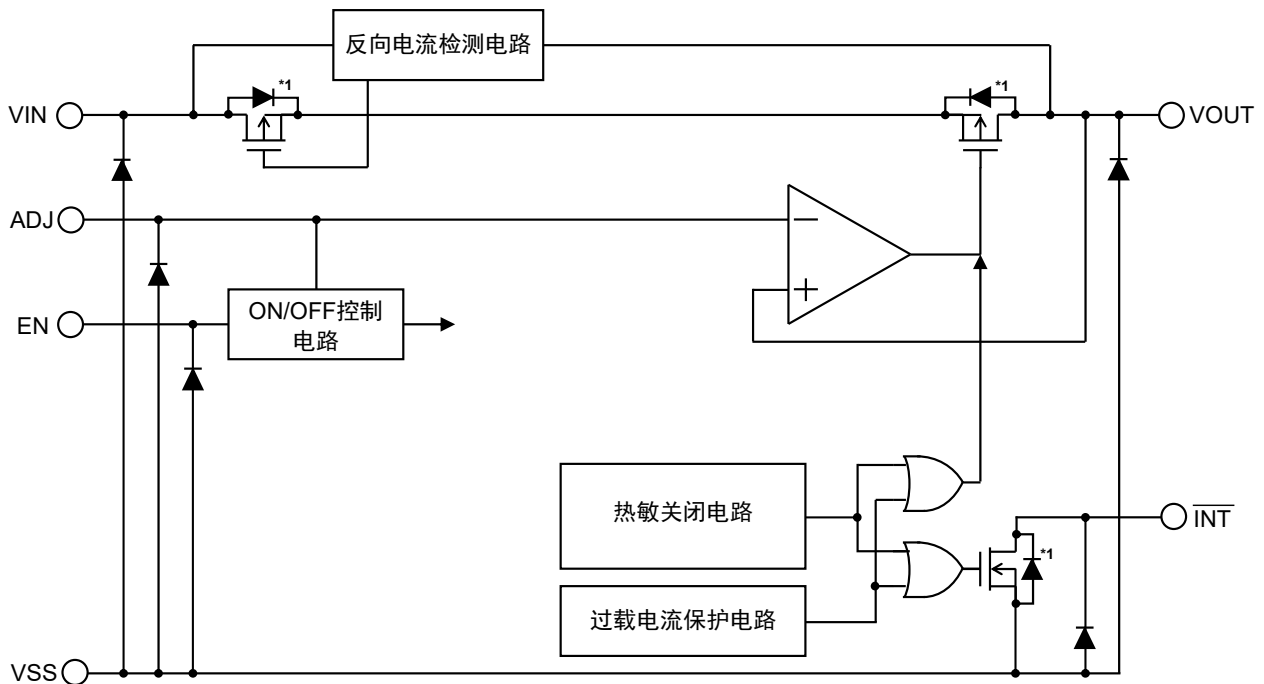 反向电流检测电路
*1
*1
VIN
VOUT
ADJ
−
+
EN
ON/OFF控制
电路
热敏关闭电路
INT
*1
过载电流保护电路
VSS